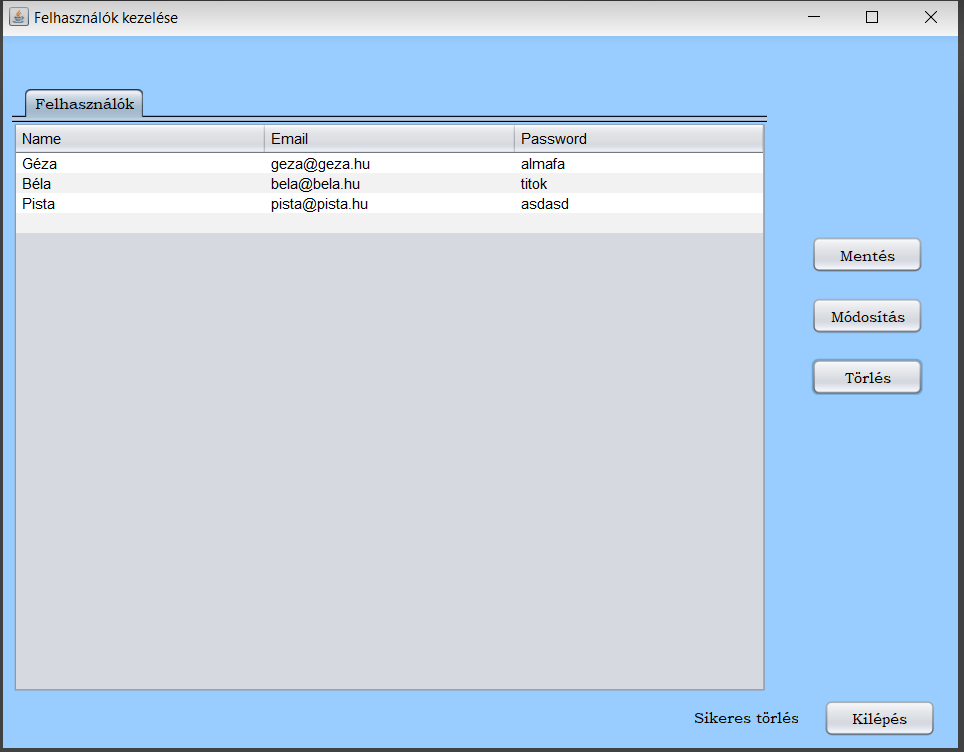 Felhasználók kezelése
Felhasználók
Name Email Password
Géza geza@geza.hu almafa
Béla bela@bela.hu titok
Pista pista@pista.hu asdasd
Mentés
Módosítás
Törlés
Sikeres törlés Kilépés